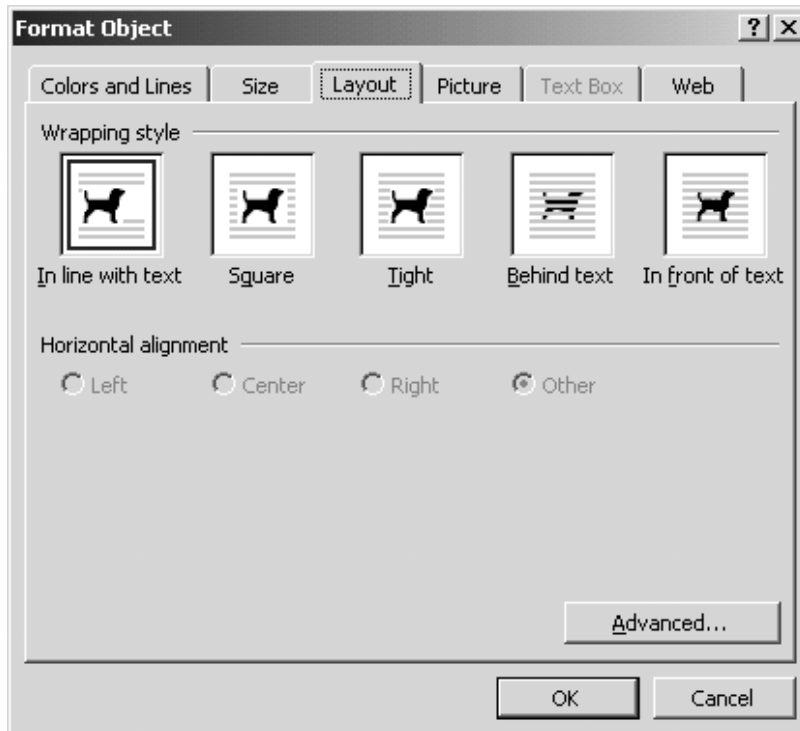 Format Object
Colors and Lines Size Layout Picture Text Box Web
Wrapping style
In line with text Square Tight Behind text In front of text
Horizontal alignment
Left Center Right Other
Advanced...
OK Cancel